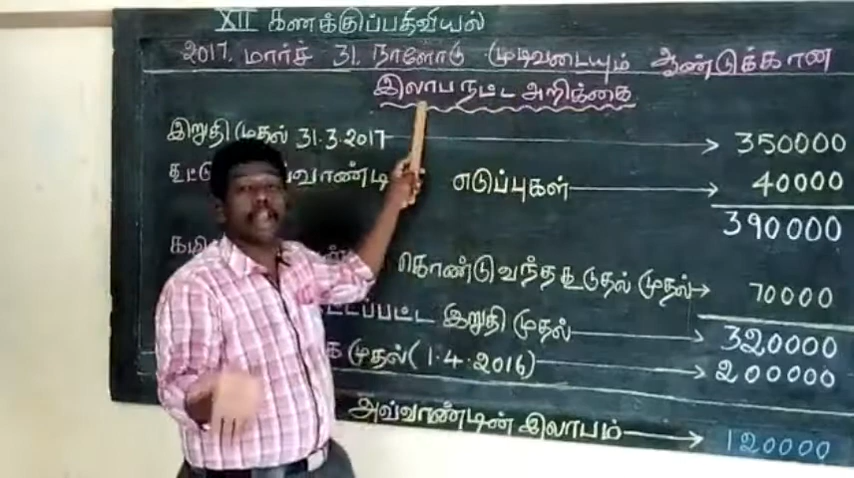 XII கணக்குப்பதிவியல்
2017, மார்ச் 31, நாளோடு முடிவடையும் ஆண்டுக்கான
இலாப நட்ட அறிக்கை
இறுதி முதல் 31.3.2017 → 350000
எடுப்புகள் → 40000
390000
கொண்டு வந்த கூடுதல் முதல் → 70000
இறுதி முதல் → 320000
முதல் (1.4.2016) → 200000
அவ்வாண்டின் இலாபம் → 120000